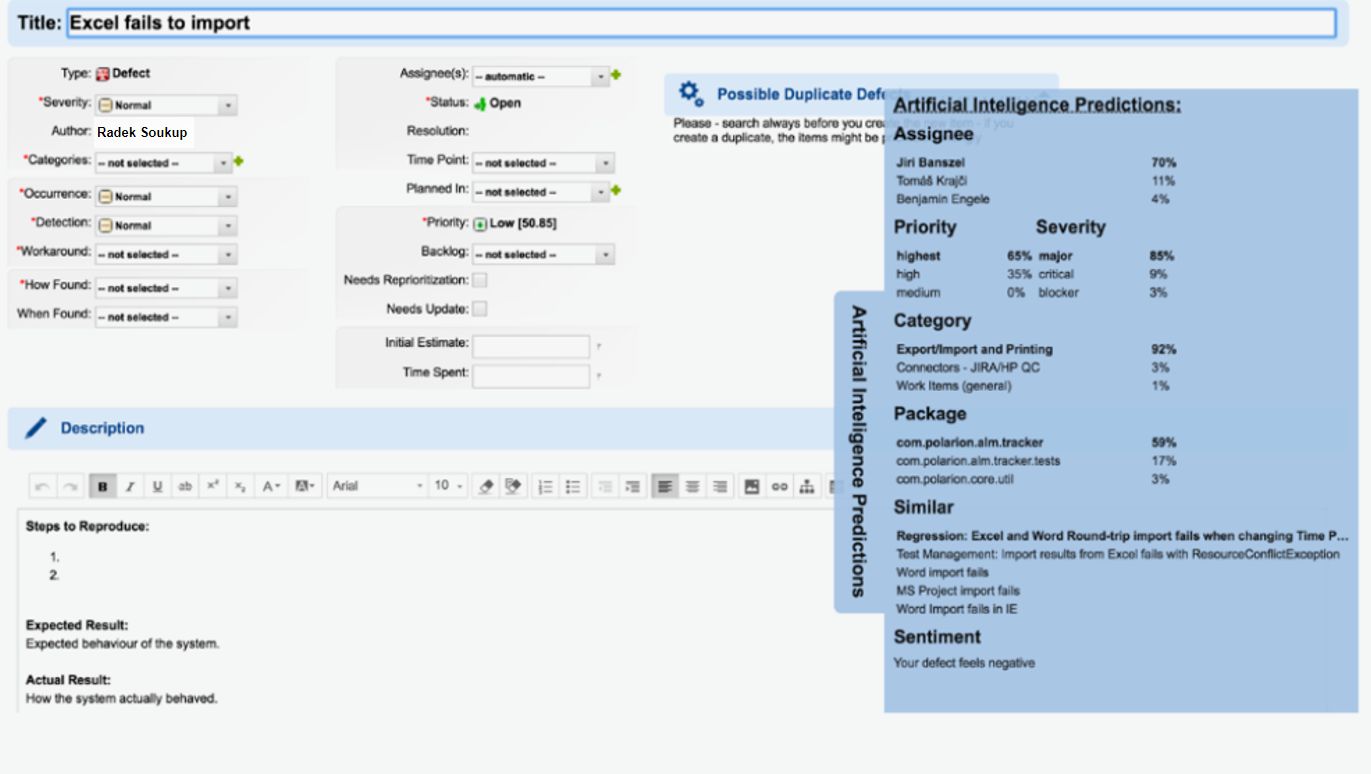 Title: Excel fails to import
Type: Defect
*Severity: Normal
Author: Radek Soukup
*Categories: -- not selected --
*Occurrence: Normal
*Detection: Normal
*Workaround: -- not selected --
*How Found: -- not selected --
When Found: -- not selected --
Assignee(s): -- automatic --
*Status: Open
Resolution:
Time Point: -- not selected --
Planned In: -- not selected --
*Priority: Low [50.85]
Backlog: -- not selected --
Needs Reprioritization:
Needs Update:
Initial Estimate:
Time Spent:
Possible Duplicate Defects
Please - search always before you create the new item - if you
create a duplicate, the items might be
Description
B I U ab x² x₂ A A Arial 10
Steps to Reproduce:
1.
2.
Expected Result:
Expected behaviour of the system.
Actual Result:
How the system actually behaved.
Artificial Inteligence Predictions
Artificial Inteligence Predictions:
Assignee
Jiri Banszel 70%
Tomáš Krajči 11%
Benjamin Engele 4%
Priority Severity
highest 65% major 85%
high 35% critical 9%
medium 0% blocker 3%
Category
Export/Import and Printing 92%
Connectors - JIRA/HP QC 3%
Work Items (general) 1%
Package
com.polarion.alm.tracker 59%
com.polarion.alm.tracker.tests 17%
com.polarion.core.util 3%
Similar
Regression: Excel and Word Round-trip import fails when changing Time P...
Test Management: Import results from Excel fails with ResourceConflictException
Word import fails
MS Project import fails
Word Import fails in IE
Sentiment
Your defect feels negative